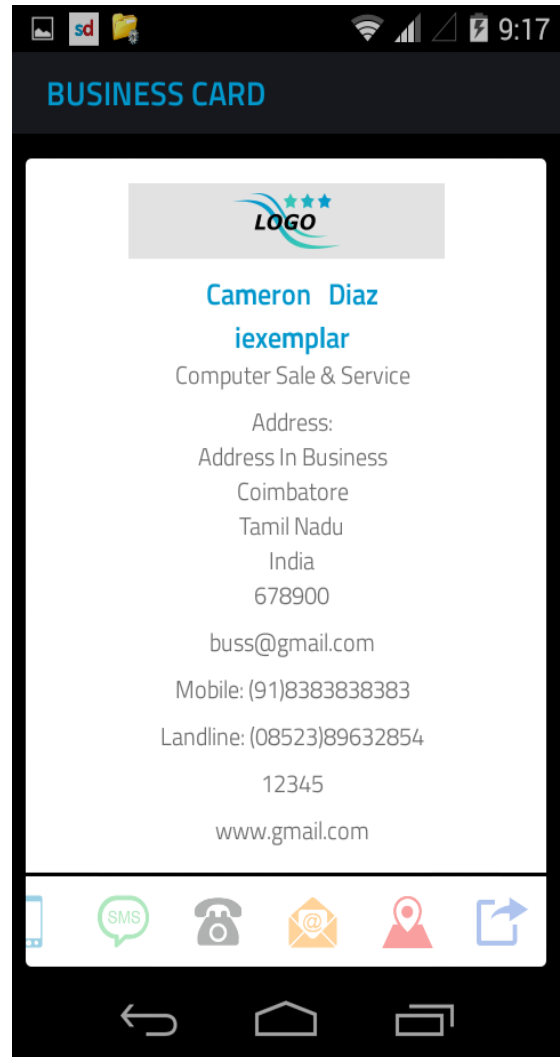 sd
9:17
BUSINESS CARD
LOGO
Cameron Diaz
iexemplar
Computer Sale & Service
Address:
Address In Business
Coimbatore
Tamil Nadu
India
678900
buss@gmail.com
Mobile: (91)8383838383
Landline: (08523)89632854
12345
www.gmail.com
SMS
@